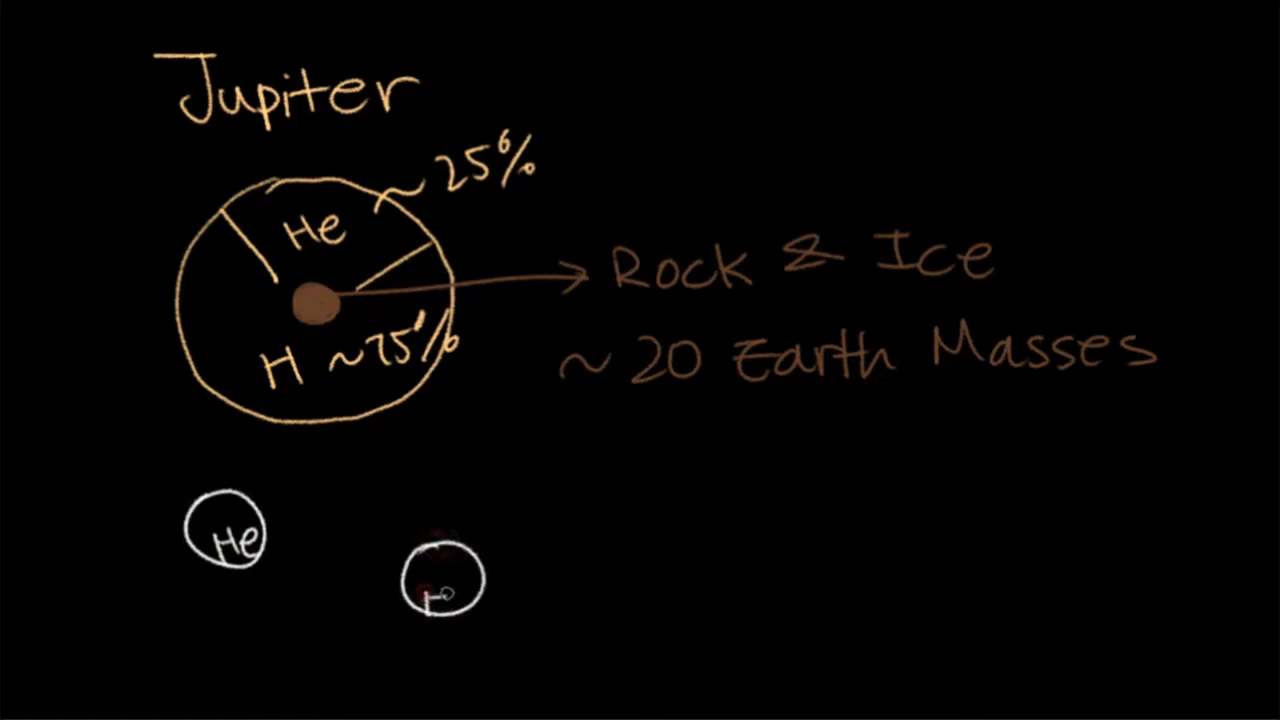 Jupiter
~ 25%
He
Rock & Ice
H ~75%
~ 20 Earth Masses
He